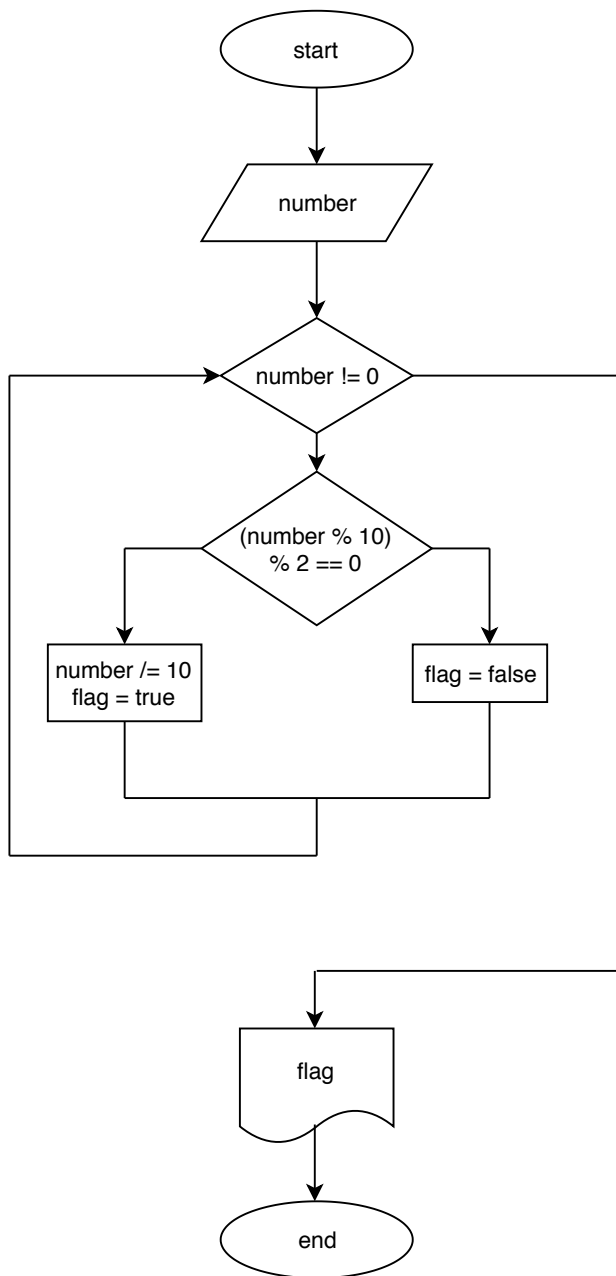 start
number
number != 0
(number % 10)
% 2 == 0
number /= 10
flag = true
flag = false
flag
end